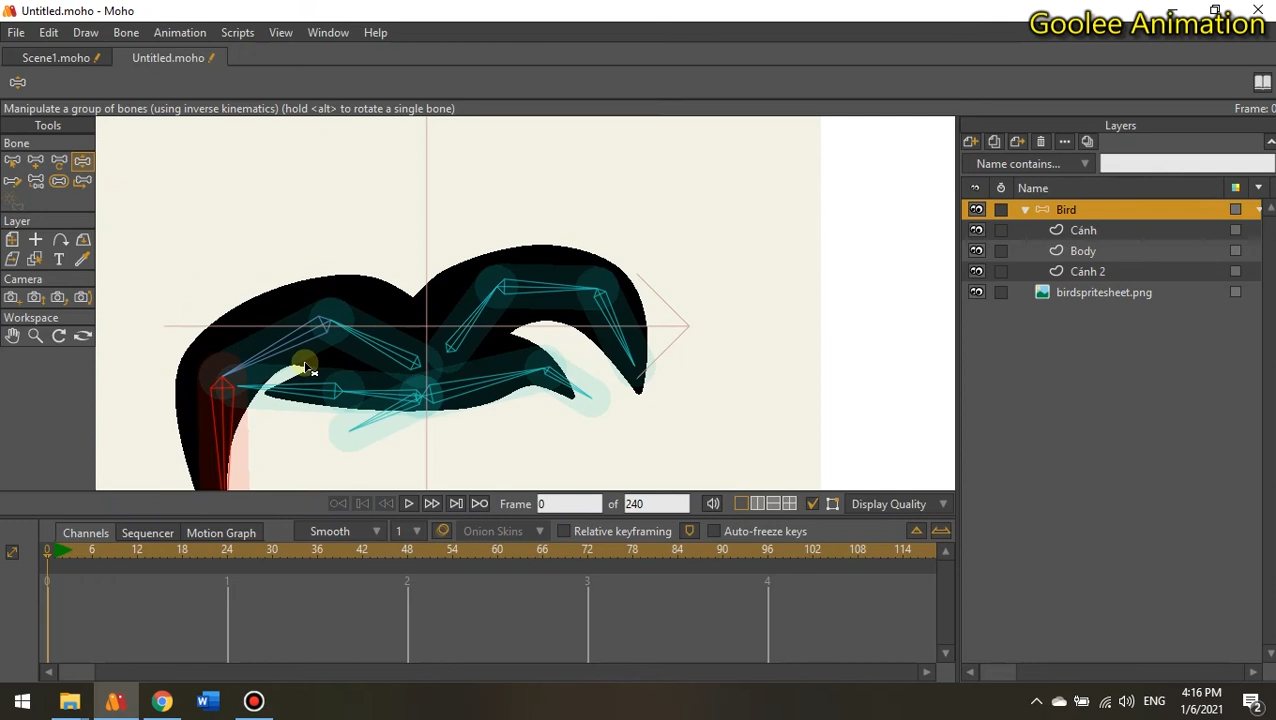 Untitled.moho - Moho
Goolee Animation
File Edit Draw Bone Animation Scripts View Window Help
Scene1.moho Untitled.moho
Manipulate a group of bones (using inverse kinematics) (hold <alt> to rotate a single bone) Frame: 0
Tools
Layers
Bone
Name contains...
Name
Bird
Layer
Cánh
Body
T
Cánh 2
Camera
birdspritesheet.png
Workspace
Frame 0 of 240 Display Quality
Channels Sequencer Motion Graph Smooth 1 Onion Skins Relative keyframing Auto-freeze keys
0 6 12 18 24 30 36 42 48 54 60 66 72 78 84 90 96 102 108 114
0 1 2 3 4
W
ENG
4:16 PM
1/6/2021
2